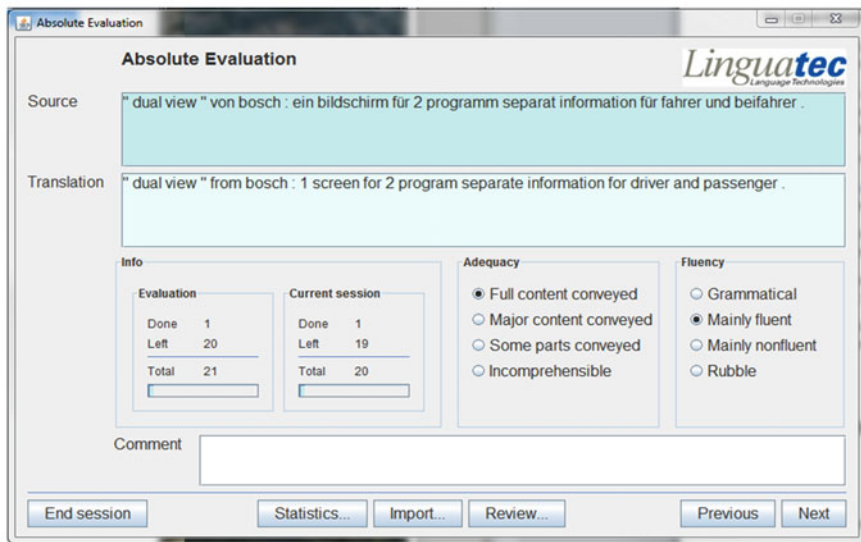 Absolute Evaluation
Absolute Evaluation
Linguatec
Language Technologies
Source
" dual view " von bosch : ein bildschirm für 2 programm separat information für fahrer und beifahrer .
Translation
" dual view " from bosch : 1 screen for 2 program separate information for driver and passenger .
Info
Evaluation
Done 1
Left 20
Total 21
Current session
Done 1
Left 19
Total 20
Adequacy
Full content conveyed
Major content conveyed
Some parts conveyed
Incomprehensible
Fluency
Grammatical
Mainly fluent
Mainly nonfluent
Rubble
Comment
End session
Statistics...
Import...
Review...
Previous
Next